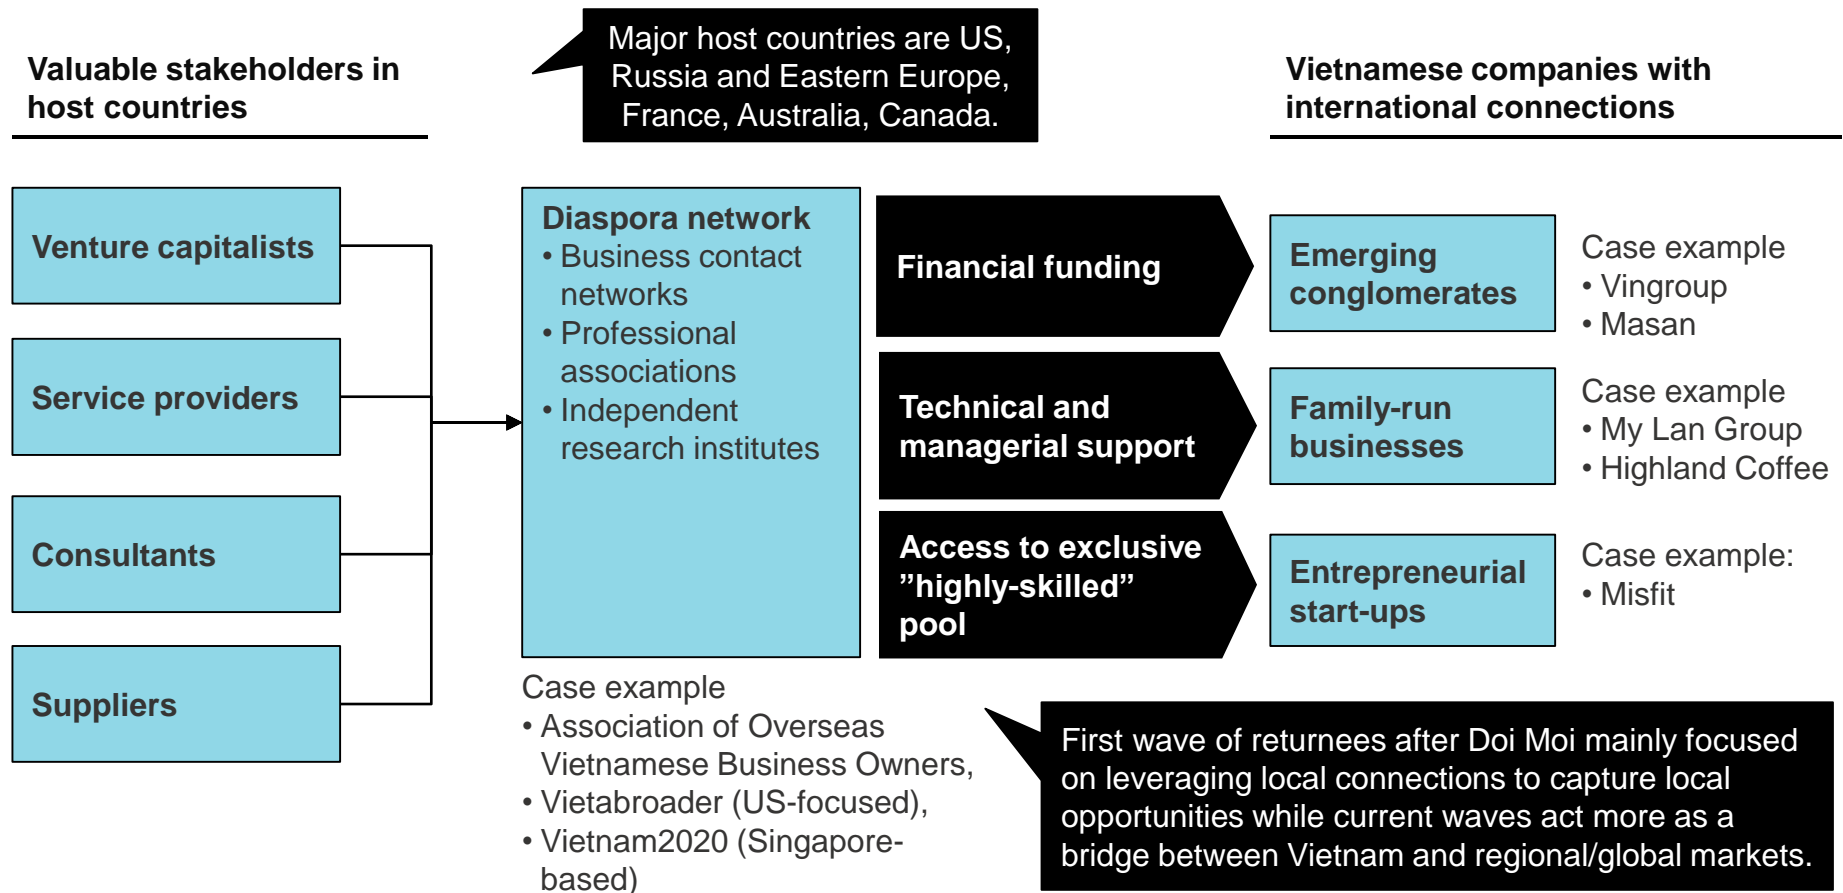 Valuable stakeholders in
host countries
Major host countries are US,
Russia and Eastern Europe,
France, Australia, Canada.
Vietnamese companies with
international connections
Venture capitalists
Service providers
Consultants
Suppliers
Diaspora network
• Business contact
networks
• Professional
associations
• Independent
research institutes
Case example
• Association of Overseas
Vietnamese Business Owners,
• Vietabroader (US-focused),
• Vietnam2020 (Singapore-
based)
Financial funding
Technical and
managerial support
Access to exclusive
”highly-skilled”
pool
Emerging
conglomerates
Case example
• Vingroup
• Masan
Family-run
businesses
Case example
• My Lan Group
• Highland Coffee
Entrepreneurial
start-ups
Case example:
• Misfit
First wave of returnees after Doi Moi mainly focused
on leveraging local connections to capture local
opportunities while current waves act more as a
bridge between Vietnam and regional/global markets.